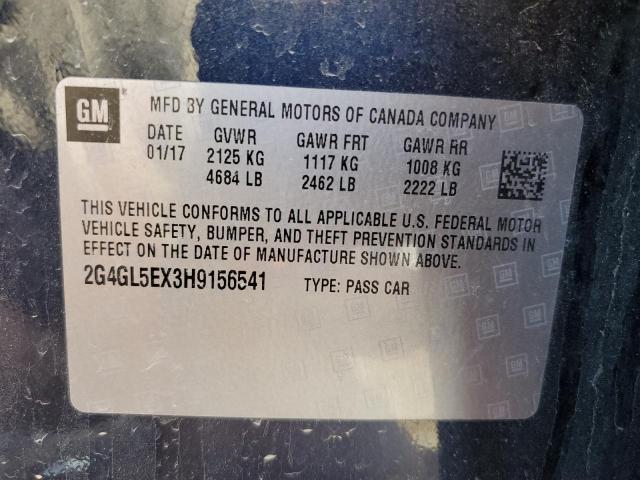 GM
MFD BY GENERAL MOTORS OF CANADA COMPANY
DATE GVWR GAWR FRT GAWR RR
01/17 2125 KG 1117 KG 1008 KG
4684 LB 2462 LB 2222 LB
THIS VEHICLE CONFORMS TO ALL APPLICABLE U.S. FEDERAL MOTOR
VEHICLE SAFETY, BUMPER, AND THEFT PREVENTION STANDARDS IN
EFFECT ON THE DATE OF MANUFACTURE SHOWN ABOVE.
2G4GL5EX3H9156541 TYPE: PASS CAR